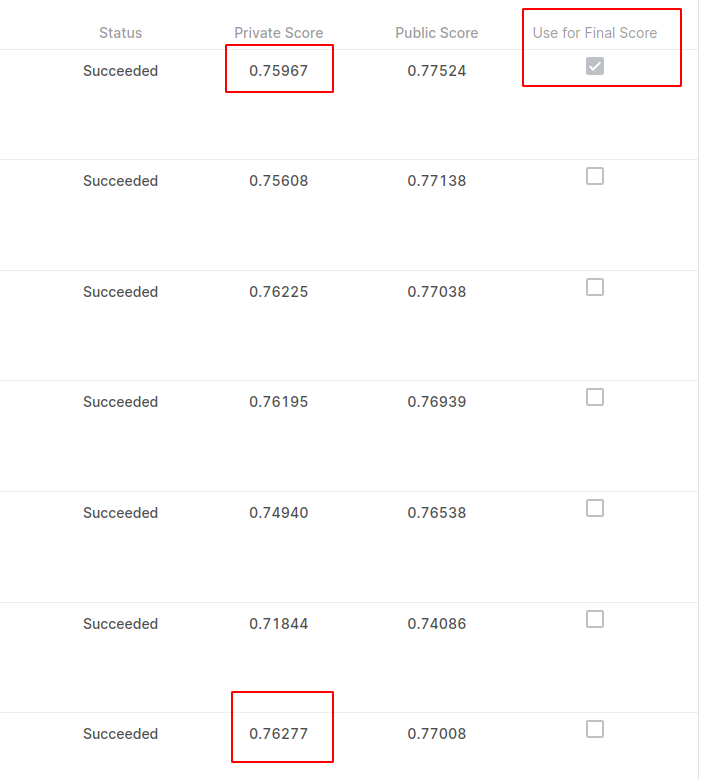 Status Private Score Public Score Use for Final Score
Succeeded 0.75967 0.77524
Succeeded 0.75608 0.77138
Succeeded 0.76225 0.77038
Succeeded 0.76195 0.76939
Succeeded 0.74940 0.76538
Succeeded 0.71844 0.74086
Succeeded 0.76277 0.77008